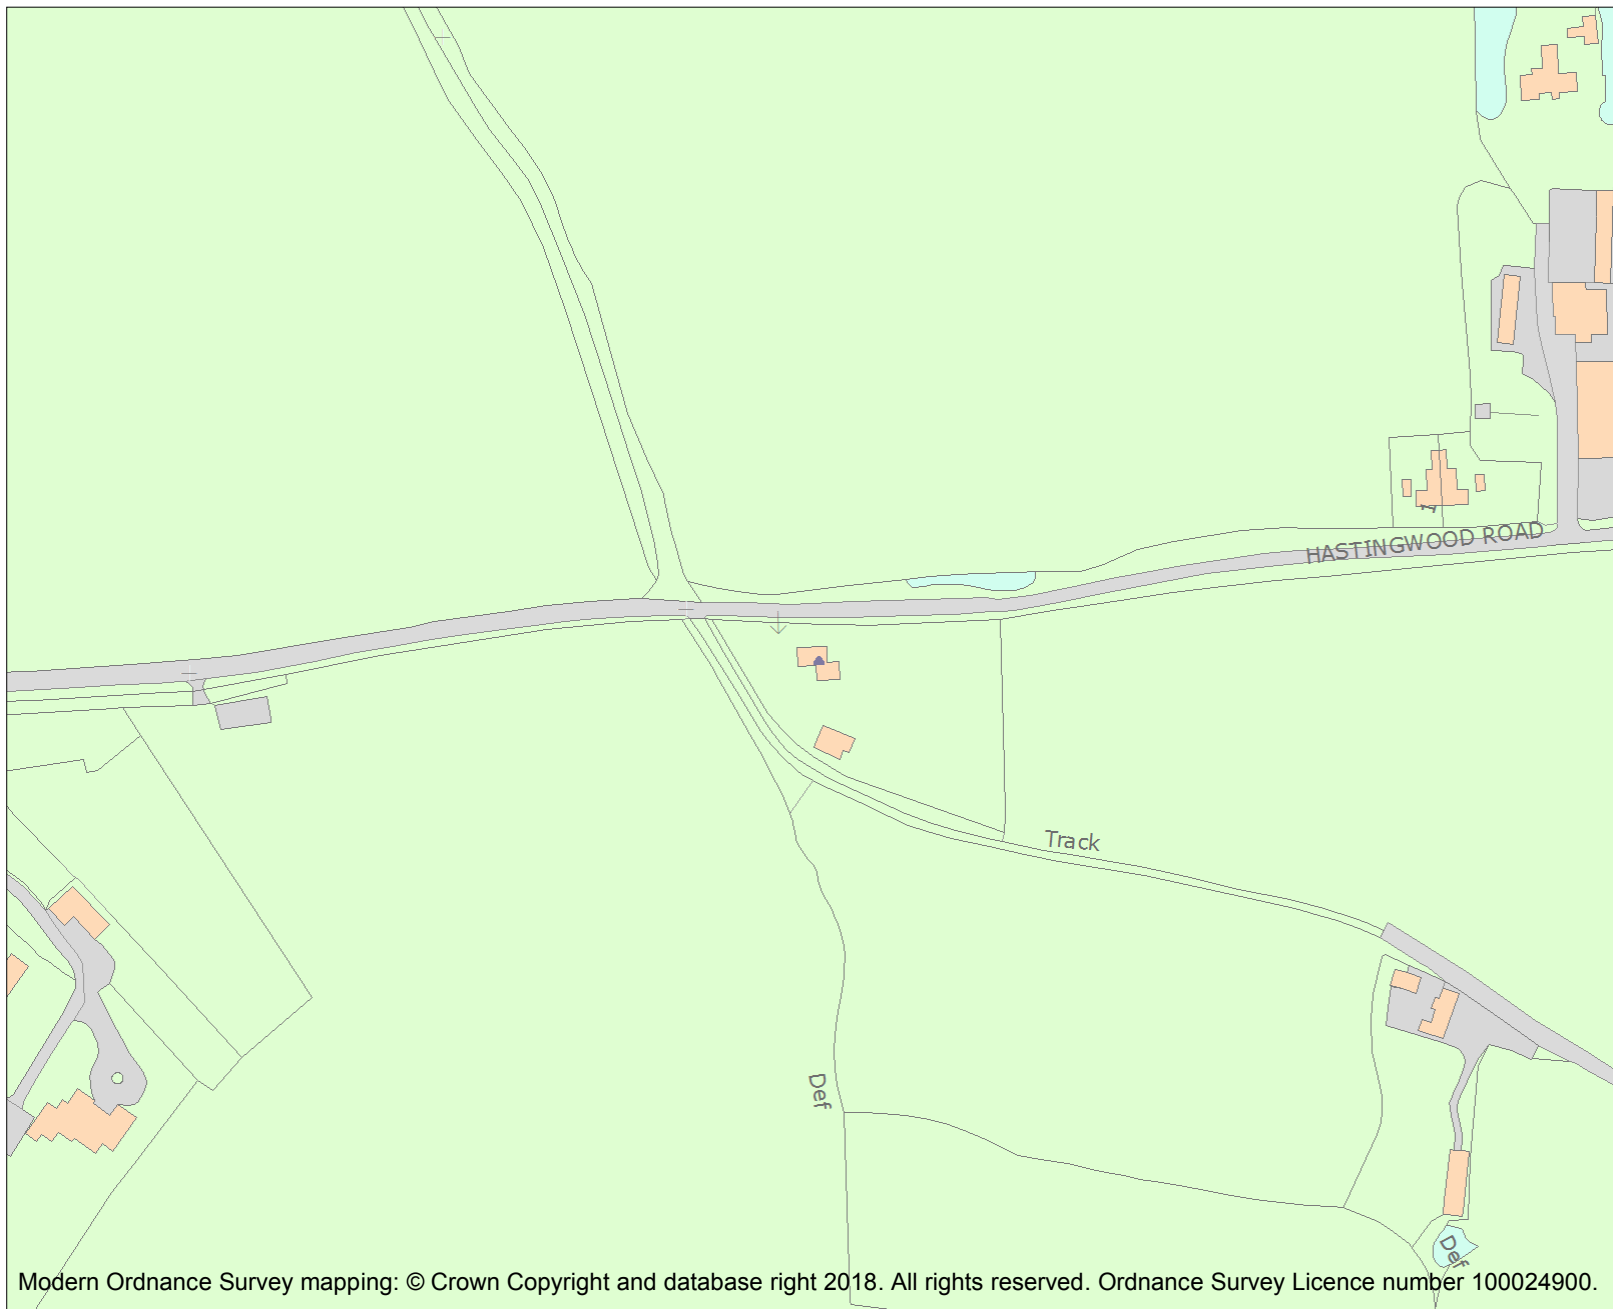 1
HASTINGWOOD ROAD
Track
Def
Def
Modern Ordnance Survey mapping: © Crown Copyright and database right 2018. All rights reserved. Ordnance Survey Licence number 100024900.